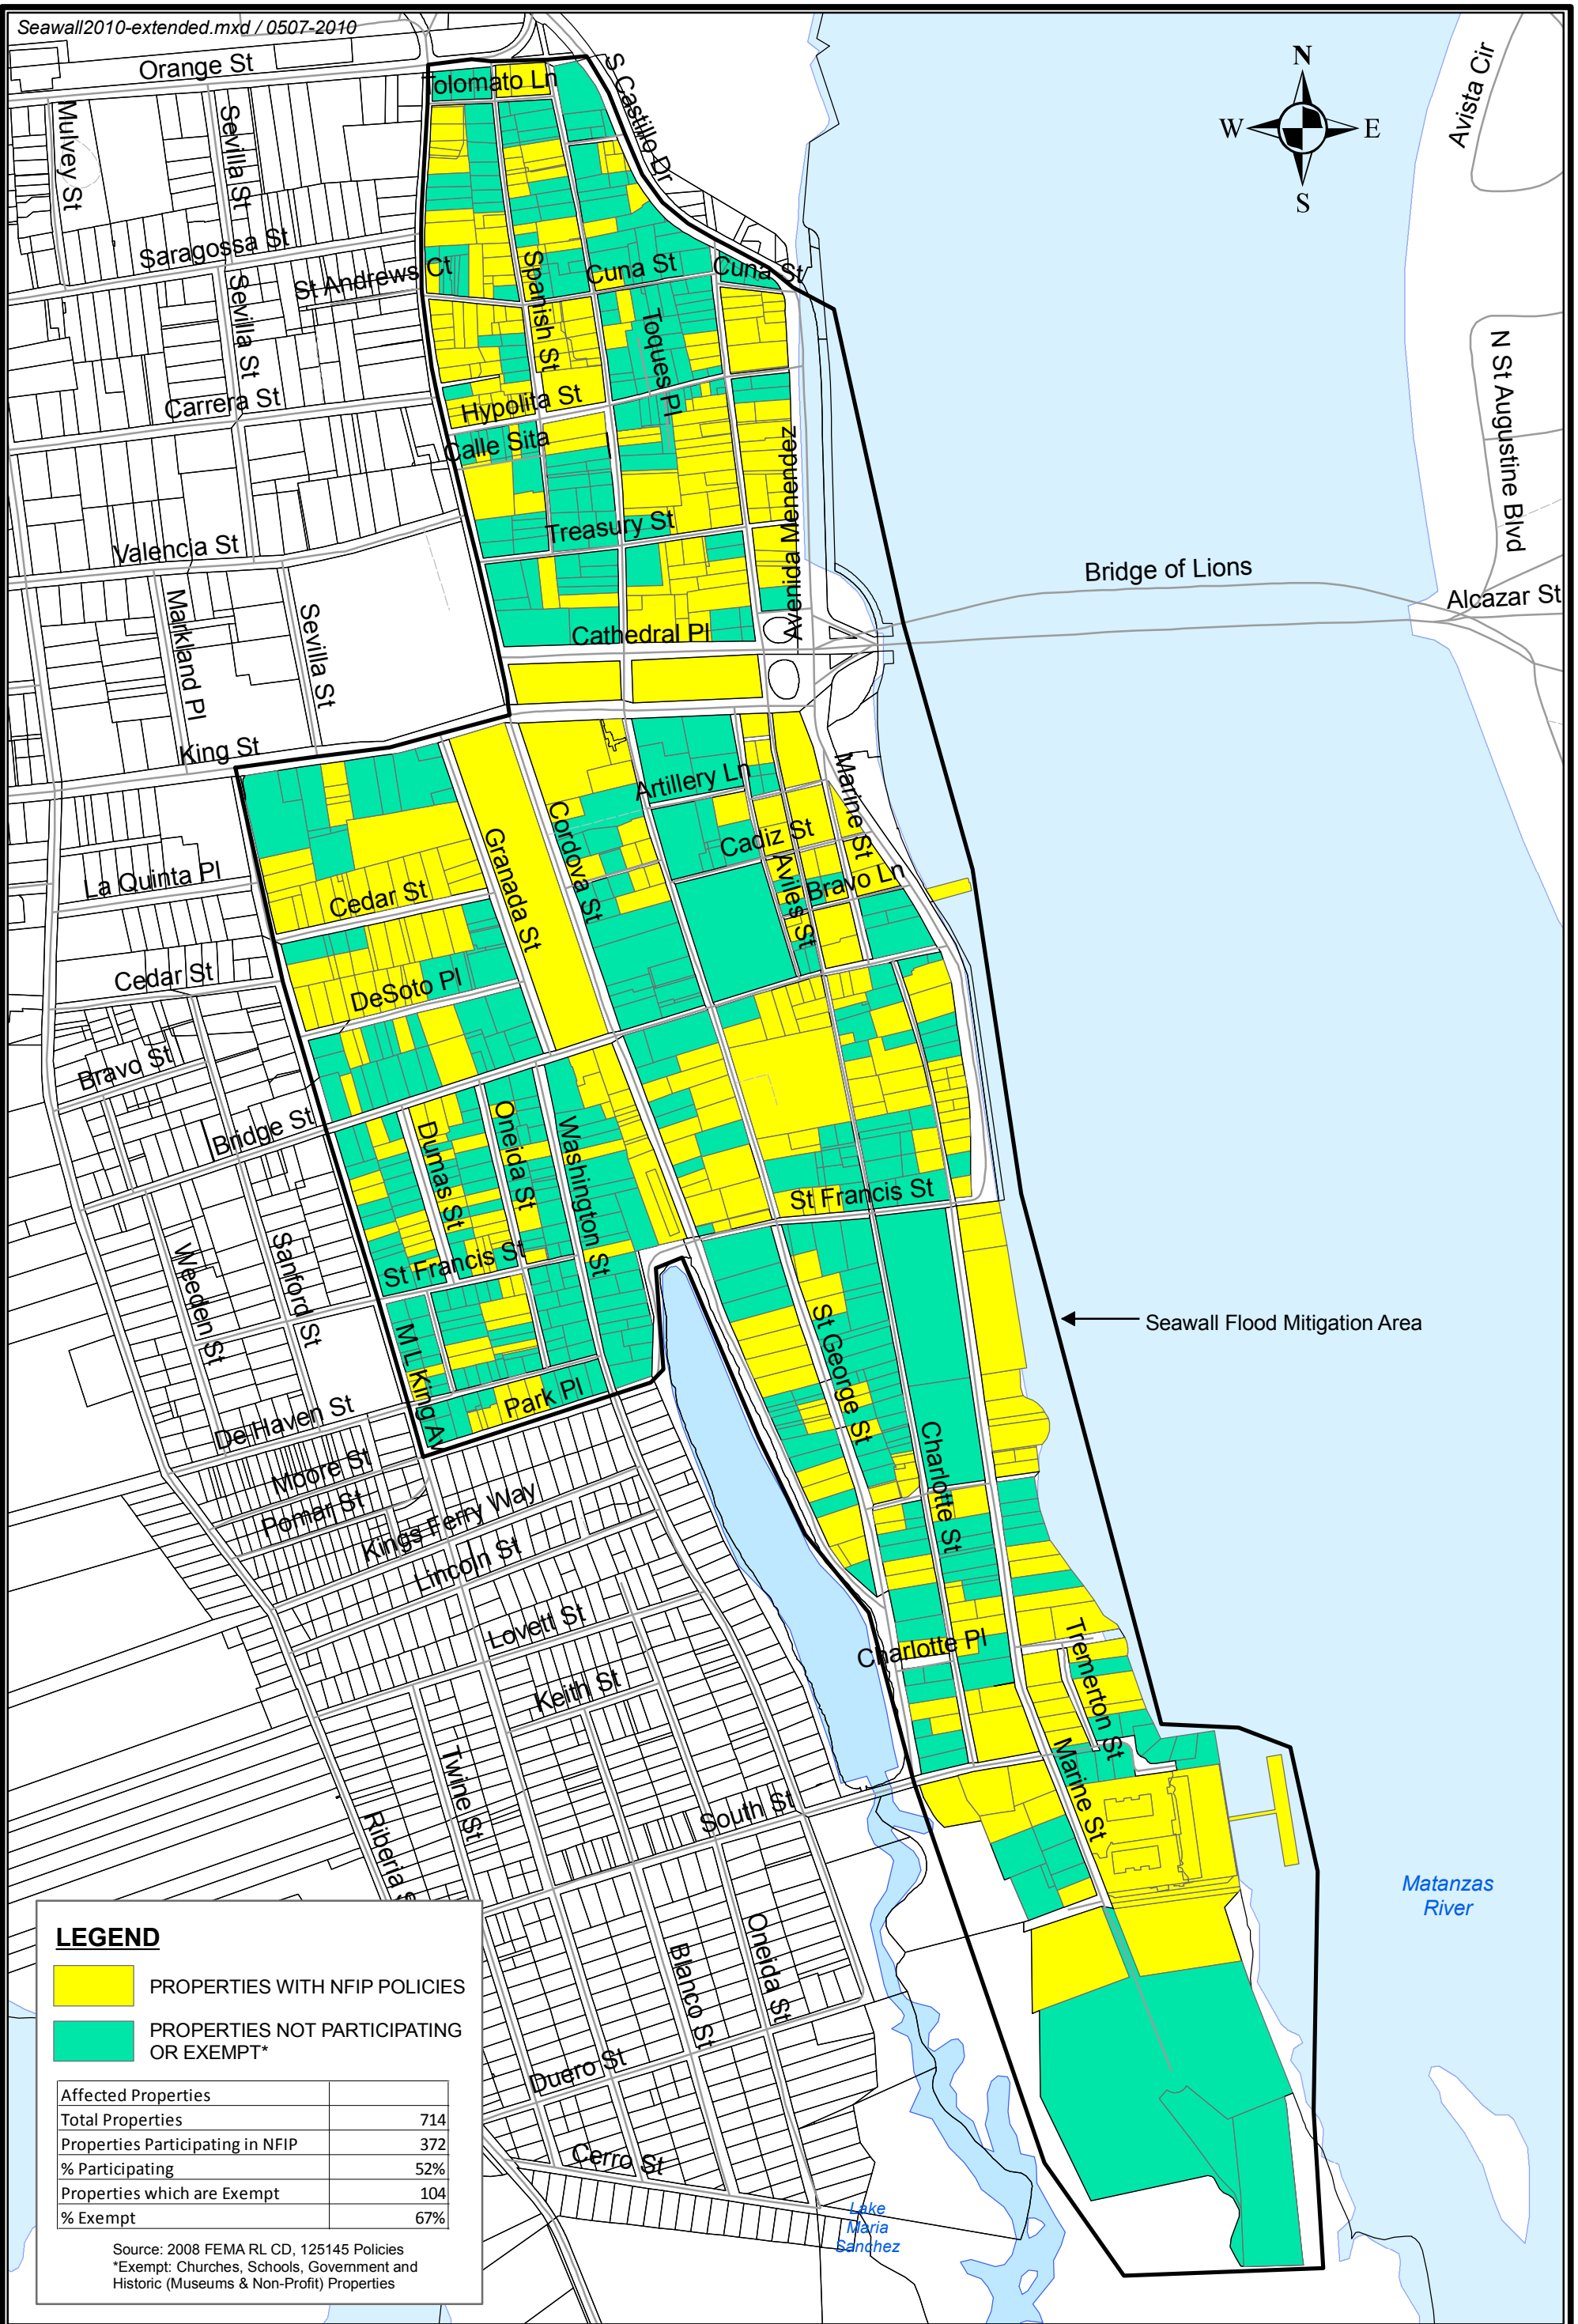 Seawall2010-extended.mxd / 0507-2010
Orange St
Tolomato Ln
S Castillo Dr
N
W E
S
Avista Cir
Mulvey St
Sevilla St
Saragossa St
St Andrews Ct
Spanish St
Cuna St
Cuna St
Sevilla St
Toques Pl
N St Augustine Blvd
Carrera St
Hypolita St
Calle Sita
Avenida Menendez
Treasury St
Valencia St
Bridge of Lions
Alcazar St
Markland Pl
Sevilla St
Cathedral Pl
King St
Artillery Ln
Marine St
Granada St
Cordova St
Cadiz St
Aviles St
Bravo Ln
La Quinta Pl
Cedar St
Cedar St
DeSoto Pl
Bravo St
Bridge St
Dumas St
Oneida St
Washington St
St Francis St
Weeden St
Sanford St
St Francis St
Seawall Flood Mitigation Area
M L King Av
St George St
Park Pl
De Haven St
Charlotte St
Moore St
Pomar St
Kings Ferry Way
Lincoln St
Lovett St
Charlotte Pl
Tremerton St
Keith St
Twine St
Marine St
South St
Riberia S
Matanzas
River
Blanco St
Oneida St
Duero St
Cerro St
Lake
Maria
Sanchez
LEGEND
PROPERTIES WITH NFIP POLICIES
PROPERTIES NOT PARTICIPATING
OR EXEMPT*
Affected Properties
Total Properties 714
Properties Participating in NFIP 372
% Participating 52%
Properties which are Exempt 104
% Exempt 67%
Source: 2008 FEMA RL CD, 125145 Policies
*Exempt: Churches, Schools, Government and
Historic (Museums & Non-Profit) Properties